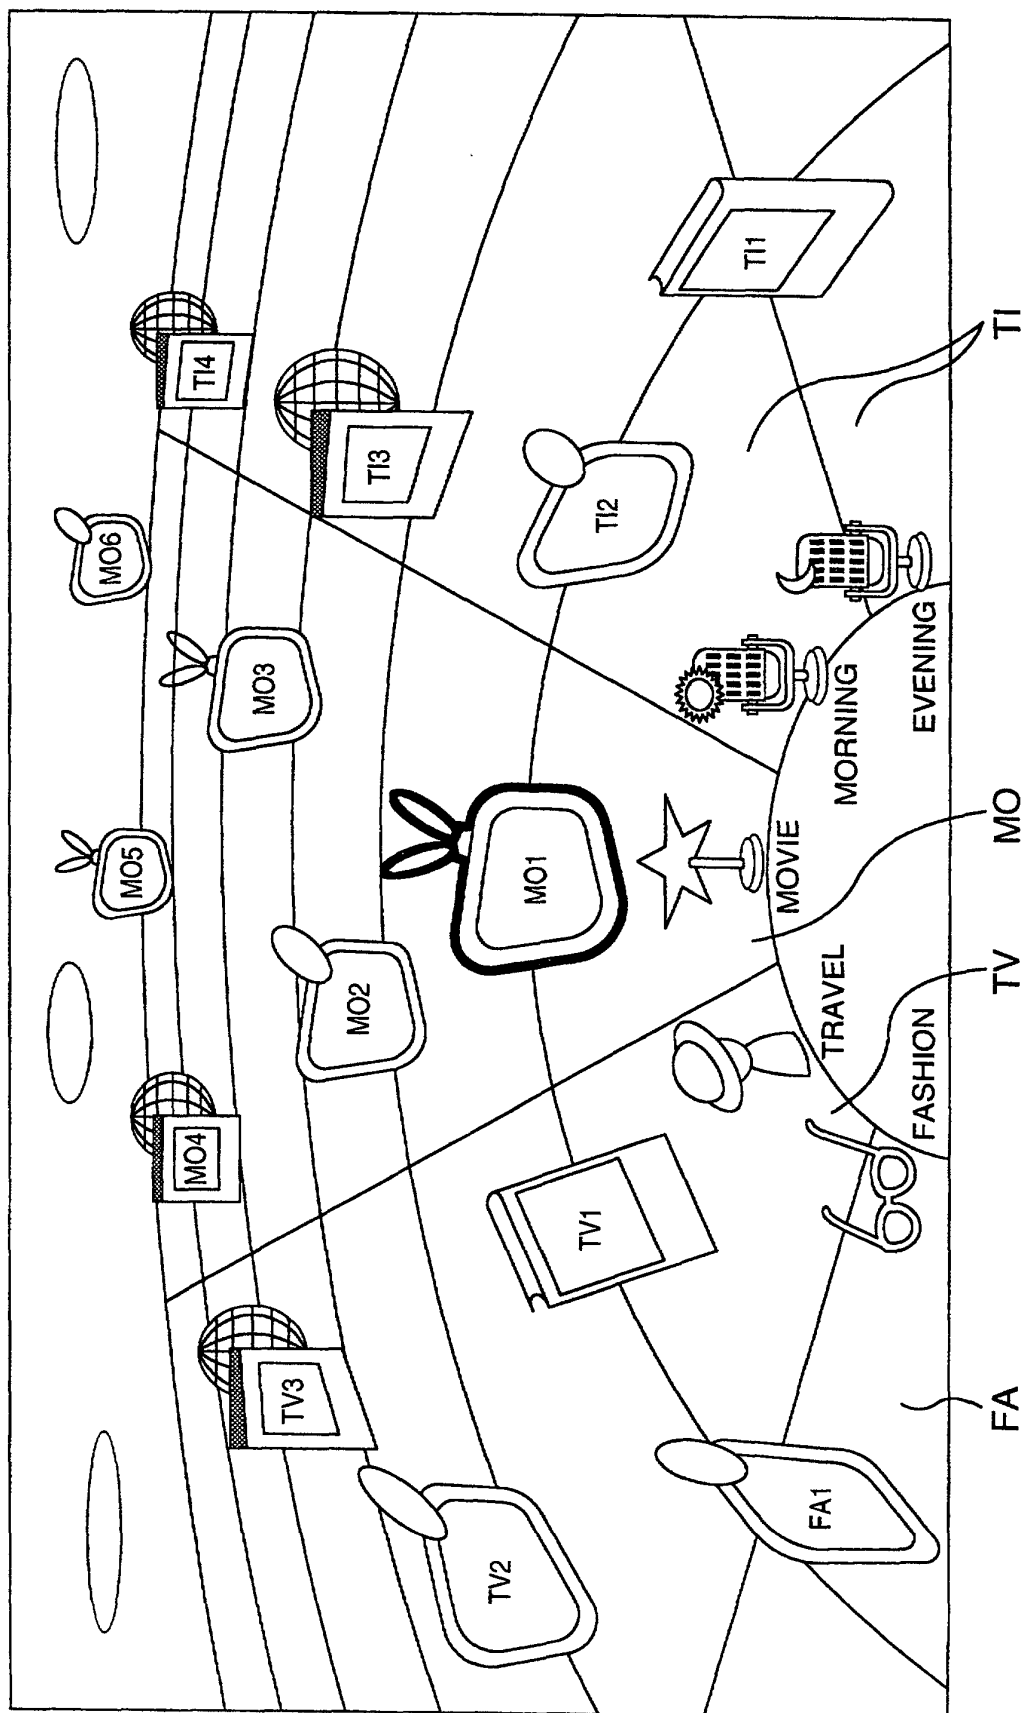 MO5 MO6
MO4 TI4
TV3 MO3
MO2 TI3
TV2 MO1
TV1 TI2
FA1 TI1
MOVIE
TRAVEL MORNING
FASHION EVENING
FA TV MO TI